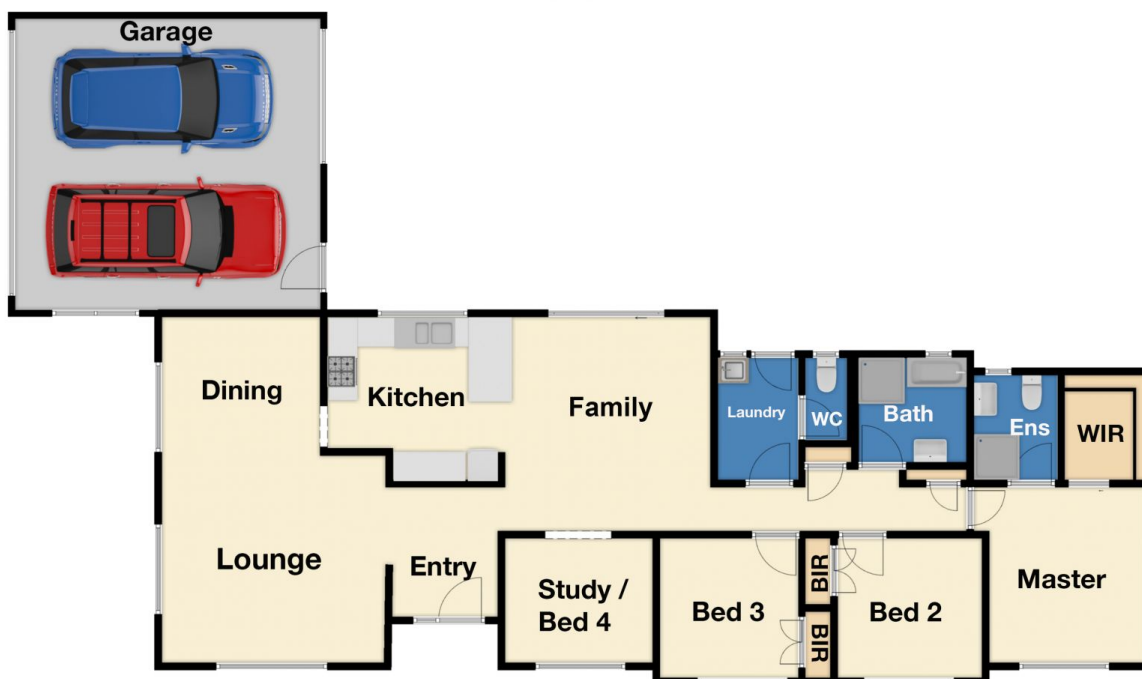 Garage
Dining
Kitchen
Family
Laundry
WC
Bath
Ens
WIR
Lounge
Entry
Study /
Bed 4
Bed 3
BIR
BIR
Bed 2
Master